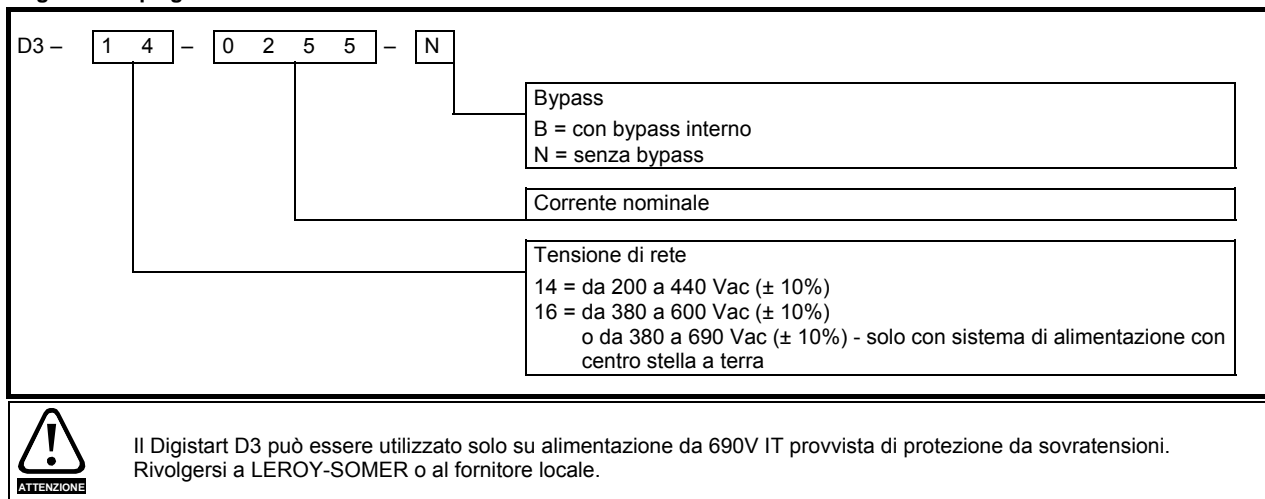 D3 – 1 4 – 0 2 5 5 – N
Bypass
B = con bypass interno
N = senza bypass
Corrente nominale
Tensione di rete
14 = da 200 a 440 Vac (± 10%)
16 = da 380 a 600 Vac (± 10%)
o da 380 a 690 Vac (± 10%) - solo con sistema di alimentazione con
centro stella a terra
Il Digistart D3 può essere utilizzato solo su alimentazione da 690V IT provvista di protezione da sovratensioni.
Rivolgersi a LEROY-SOMER o al fornitore locale.
ATTENZIONE